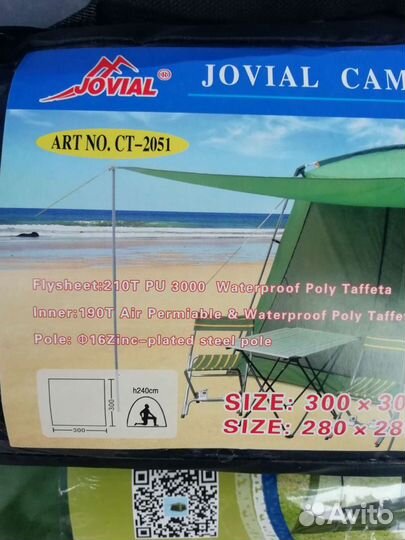 JOVIAL ®
JOVIAL CAM
ART NO. CT-2051
Flysheet:210T PU 3000 Waterproof Poly Taffeta
Inner:190T Air Permiable & Waterproof Poly Taffe
Pole: Φ16Zinc-plated steel pole
h240cm
300
300
SIZE: 300 × 30
SIZE: 280 × 28
Avito